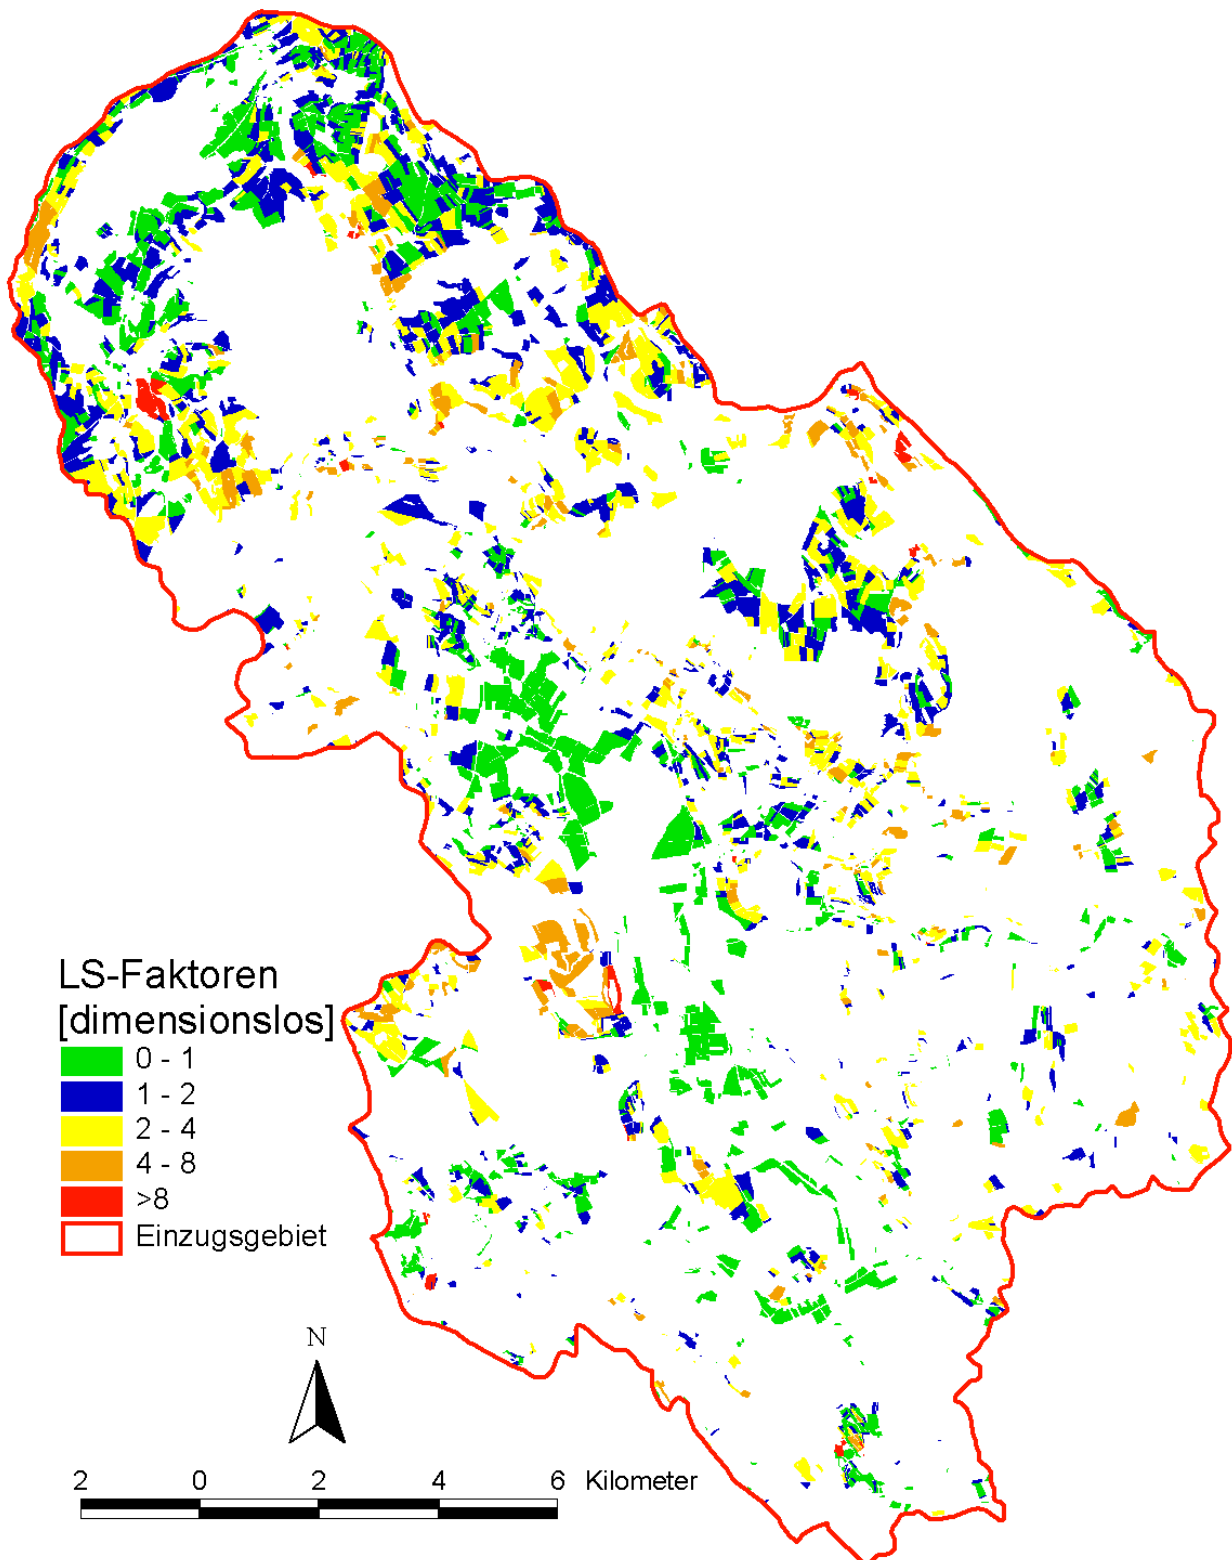 LS-Faktoren
[dimensionslos]
0 - 1
1 - 2
2 - 4
4 - 8
>8
Einzugsgebiet
N
2 0 2 4 6 Kilometer